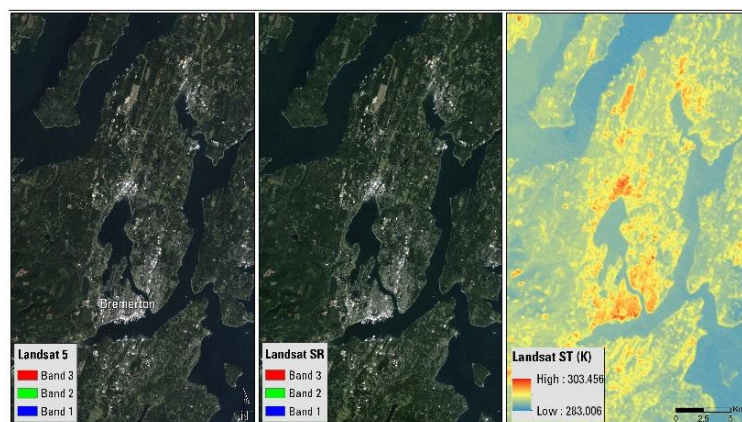 Bremerton
Landsat 5
Band 3
Band 2
Band 1
Landsat SR
Band 3
Band 2
Band 1
Landsat ST (K)
High : 303.456
Low : 283.006
0 2.5 5